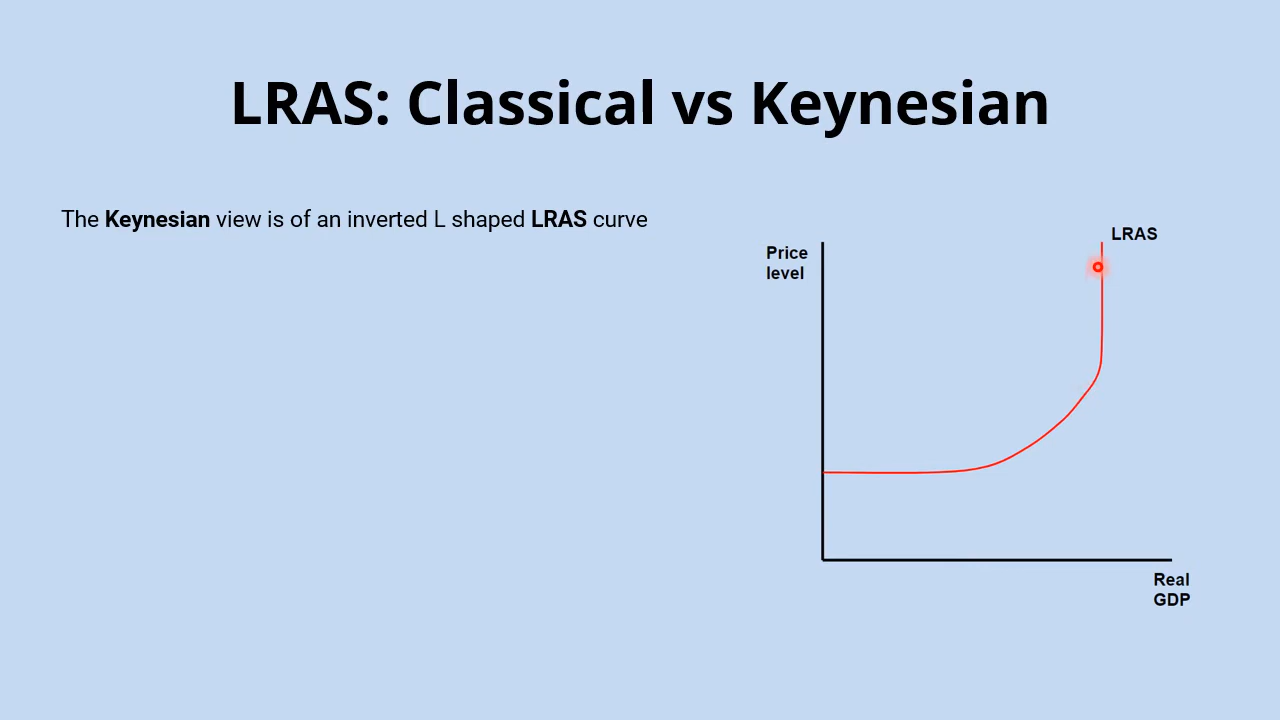 LRAS: Classical vs Keynesian
The Keynesian view is of an inverted L shaped LRAS curve
LRAS
Price
level
Real
GDP